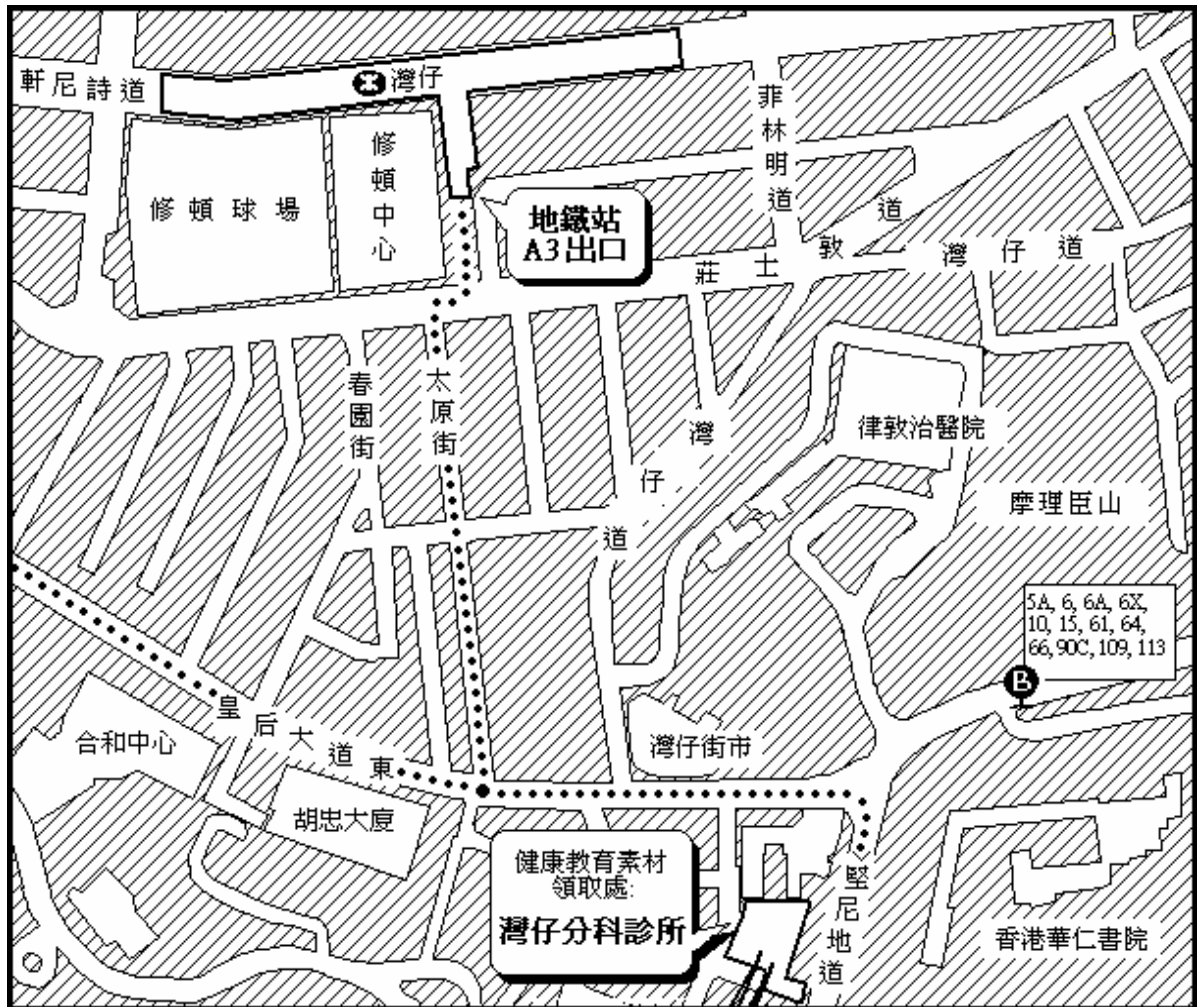 軒尼詩道
灣仔
菲林明道
修頓球場
修頓中心
地鐵站
A3出口
莊士敦道
灣仔道
春園街
太原街
灣仔道
律敦治醫院
摩理臣山
5A, 6, 6A, 6X,
10, 15, 61, 64,
66, 90C, 109, 113
B
皇后大道東
合和中心
灣仔街市
胡忠大廈
健康教育素材
領取處:
灣仔分科診所
堅尼地道
香港華仁書院